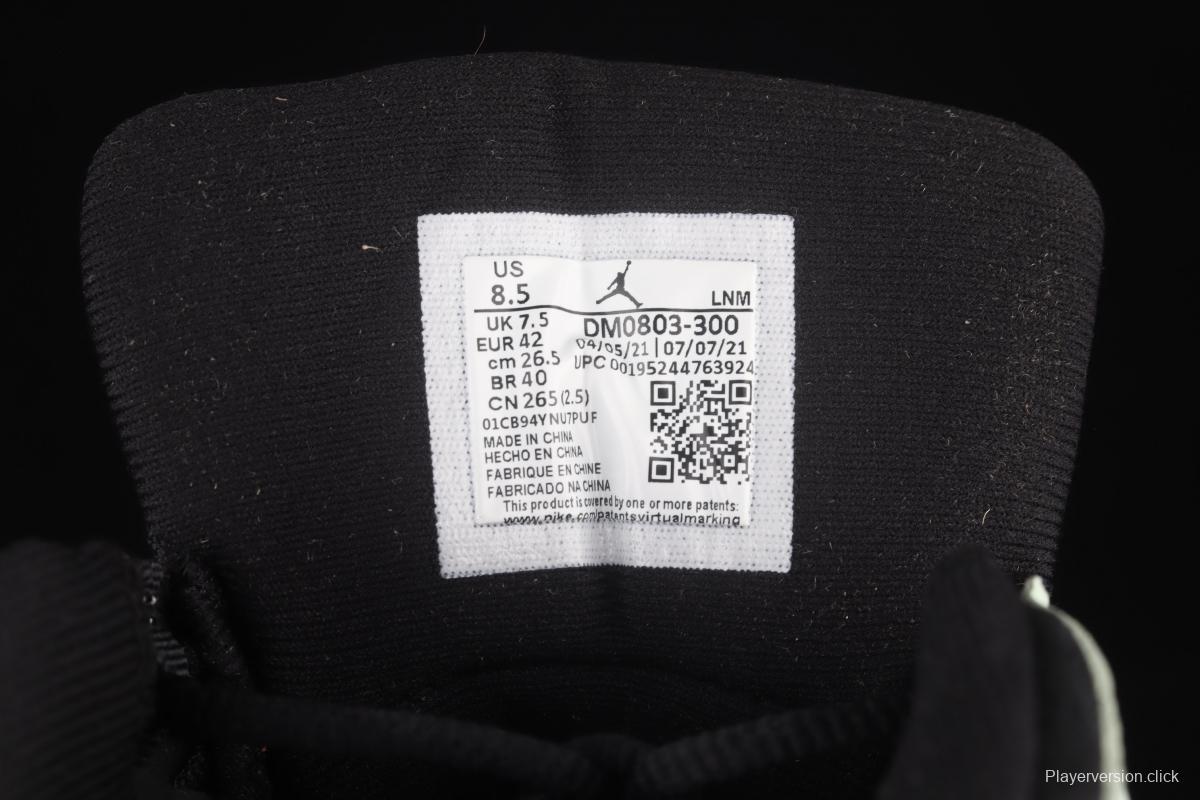 US
8.5
LNM
UK 7.5
EUR 42
cm 26.5
BR 40
CN 265 (2.5)
DM0803-300
04/05/21 | 07/07/21
UPC 00195244763924
01CB94YNU7PUF
MADE IN CHINA
HECHO EN CHINA
FABRIQUE EN CHINE
FABRICADO NA CHINA
This product is covered by one or more patents:
www.nike.com/patentsvirtualmarking
Playerversion.click